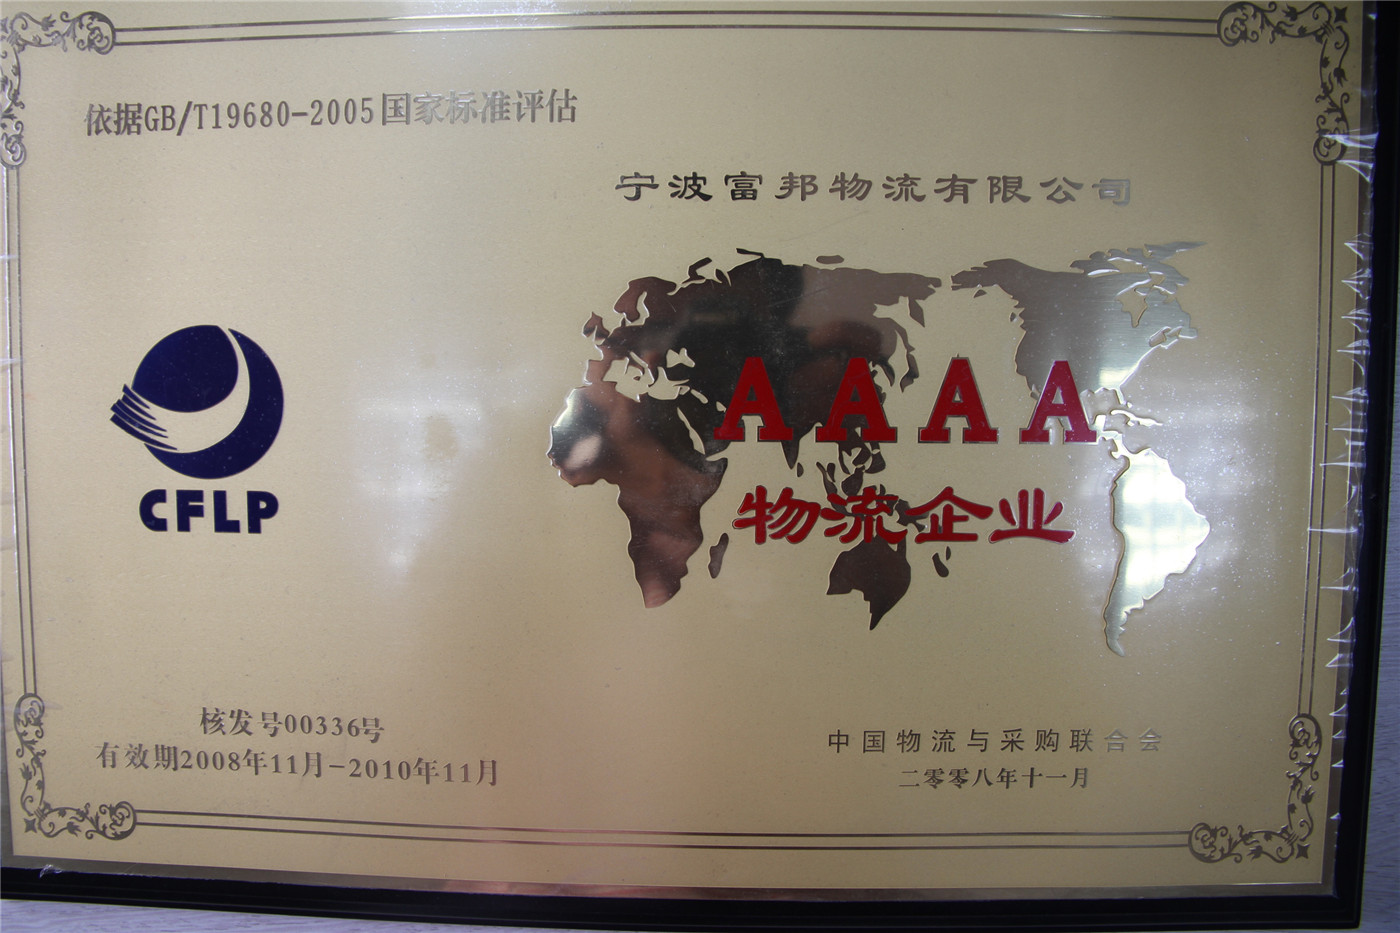 依据GB/T19680-2005国家标准评估
宁波富邦物流有限公司
AAAA
物流企业
CFLP
核发号00336号
有效期2008年11月-2010年11月
中国物流与采购联合会
二零零八年十一月